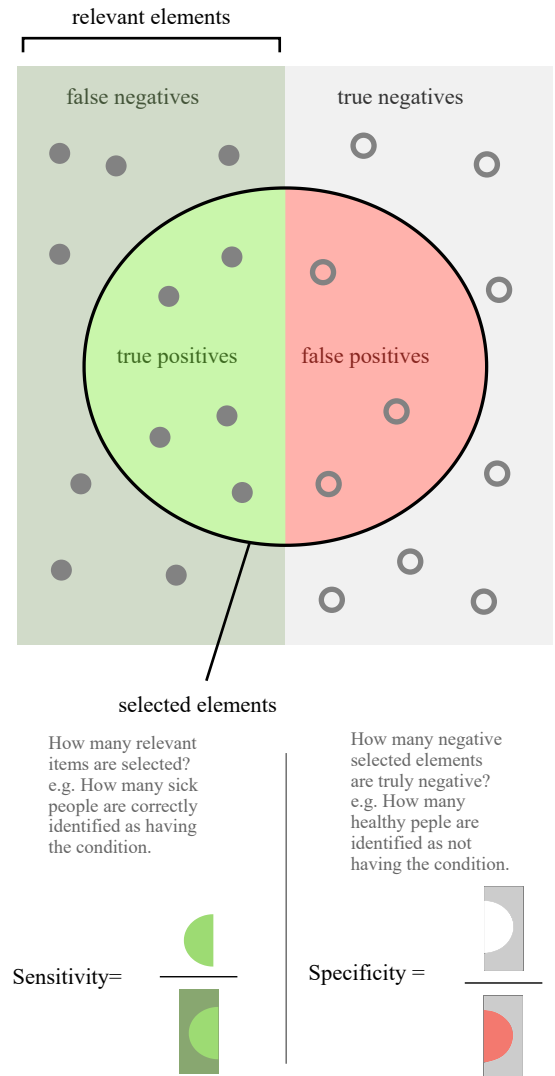 relevant elements
false negatives
true negatives
true positives
false positives
selected elements
How many relevant
items are selected?
e.g. How many sick
people are correctly
identified as having
the condition.
How many negative
selected elements
are truly negative?
e.g. How many
healthy peple are
identified as not
having the condition.
Sensitivity=
Specificity =